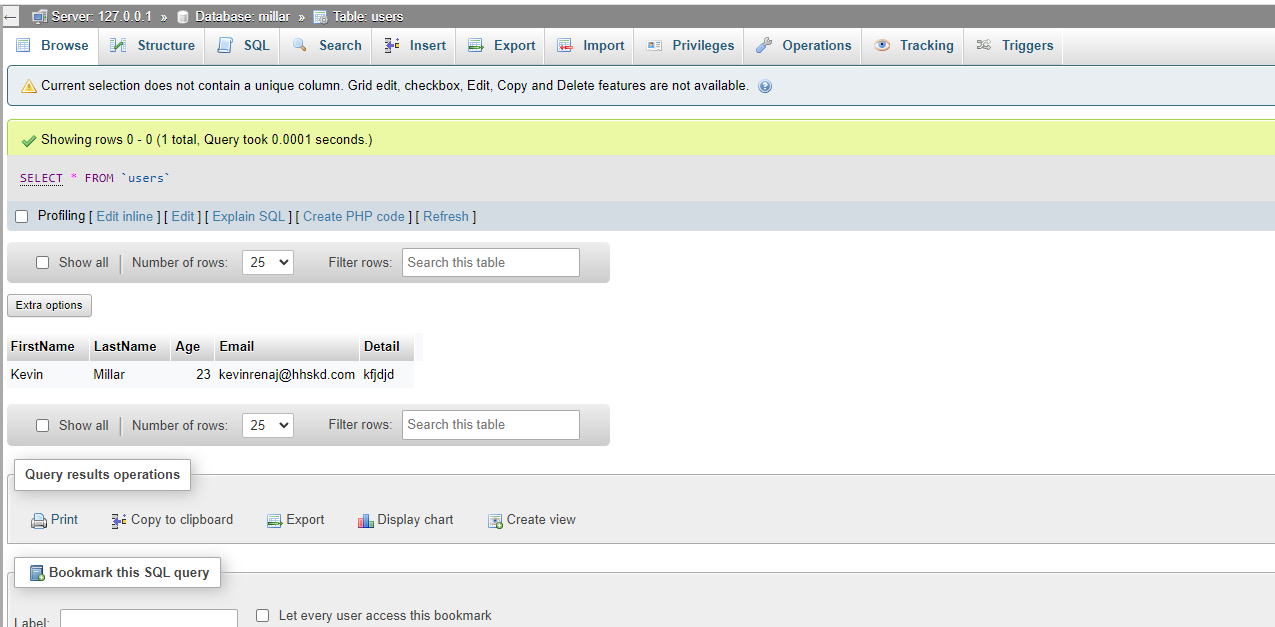 Server: 127.0.0.1 » Database: millar » Table: users
Browse Structure SQL Search Insert Export Import Privileges Operations Tracking Triggers
Current selection does not contain a unique column. Grid edit, checkbox, Edit, Copy and Delete features are not available.
Showing rows 0 - 0 (1 total, Query took 0.0001 seconds.)
SELECT * FROM `users`
Profiling [ Edit inline ] [ Edit ] [ Explain SQL ] [ Create PHP code ] [ Refresh ]
Show all | Number of rows: 25 Filter rows: Search this table
Extra options
FirstName LastName Age Email Detail
Kevin Millar 23 kevinrenaj@hhskd.com kfjdjd
Show all | Number of rows: 25 Filter rows: Search this table
Query results operations
Print Copy to clipboard Export Display chart Create view
Bookmark this SQL query
Label: Let every user access this bookmark